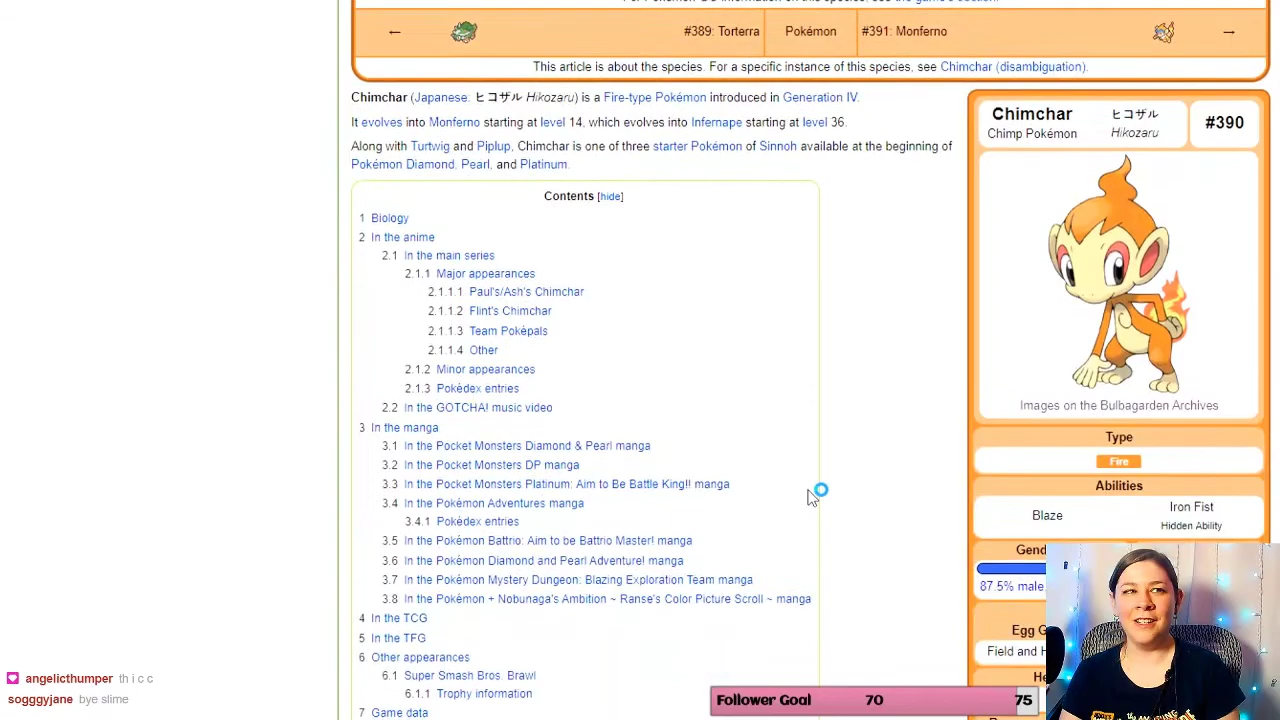 ← #389: Torterra Pokémon #391: Monferno →
This article is about the species. For a specific instance of this species, see Chimchar (disambiguation).
Chimchar (Japanese: ヒコザル Hikozaru) is a Fire-type Pokémon introduced in Generation IV.
It evolves into Monferno starting at level 14, which evolves into Infernape starting at level 36.
Along with Turtwig and Piplup, Chimchar is one of three starter Pokémon of Sinnoh available at the beginning of
Pokémon Diamond, Pearl, and Platinum.
Contents [hide]
1 Biology
2 In the anime
2.1 In the main series
2.1.1 Major appearances
2.1.1.1 Paul's/Ash's Chimchar
2.1.1.2 Flint's Chimchar
2.1.1.3 Team Poképals
2.1.1.4 Other
2.1.2 Minor appearances
2.1.3 Pokédex entries
2.2 In the GOTCHA! music video
3 In the manga
3.1 In the Pocket Monsters Diamond & Pearl manga
3.2 In the Pocket Monsters DP manga
3.3 In the Pocket Monsters Platinum: Aim to Be Battle King!! manga
3.4 In the Pokémon Adventures manga
3.4.1 Pokédex entries
3.5 In the Pokémon Battrio: Aim to be Battrio Master! manga
3.6 In the Pokémon Diamond and Pearl Adventure! manga
3.7 In the Pokémon Mystery Dungeon: Blazing Exploration Team manga
3.8 In the Pokémon + Nobunaga's Ambition ~ Ranse's Color Picture Scroll ~ manga
4 In the TCG
5 In the TFG
6 Other appearances
6.1 Super Smash Bros. Brawl
6.1.1 Trophy information
7 Game data
Chimchar ヒコザル #390
Chimp Pokémon Hikozaru
Images on the Bulbagarden Archives
Type
Fire
Abilities
Blaze Iron Fist
Hidden Ability
Gend
87.5% male
Egg G
Field and H
He
angelicthumper t h i c c
sogggyjane bye slime
Follower Goal 70 75